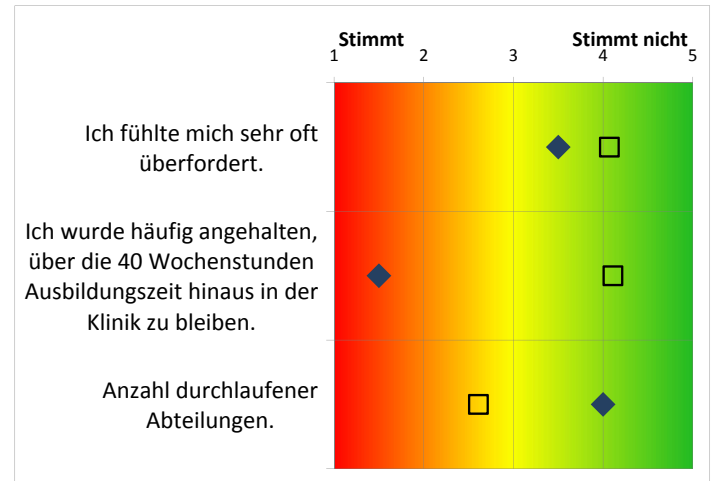 Stimmt Stimmt nicht
1 2 3 4 5
Ich fühlte mich sehr oft
überfordert.
Ich wurde häufig angehalten,
über die 40 Wochenstunden
Ausbildungszeit hinaus in der
Klinik zu bleiben.
Anzahl durchlaufener
Abteilungen.